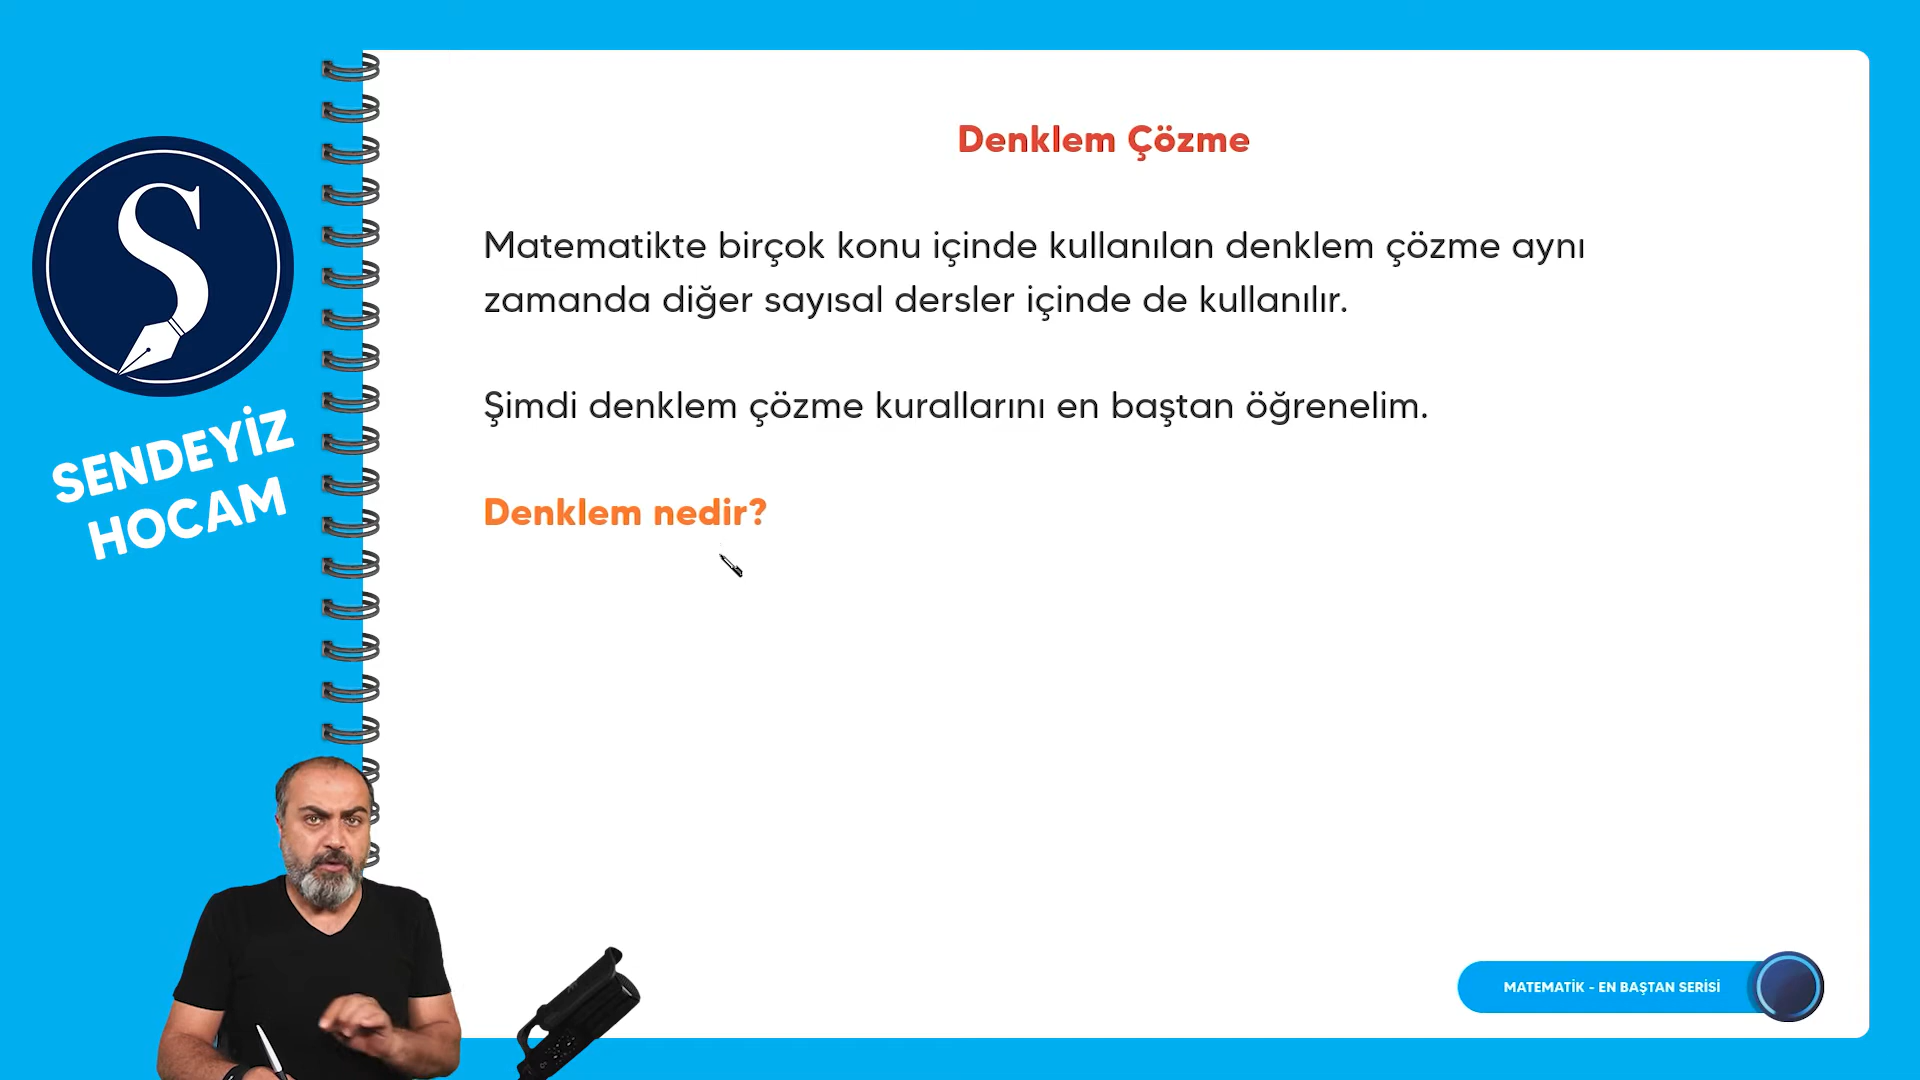 SENDEYİZ
HOCAM
Denklem Çözme
Matematikte birçok konu içinde kullanılan denklem çözme aynı
zamanda diğer sayısal dersler içinde de kullanılır.
Şimdi denklem çözme kurallarını en baştan öğrenelim.
Denklem nedir?
MATEMATİK - EN BAŞTAN SERİSİ